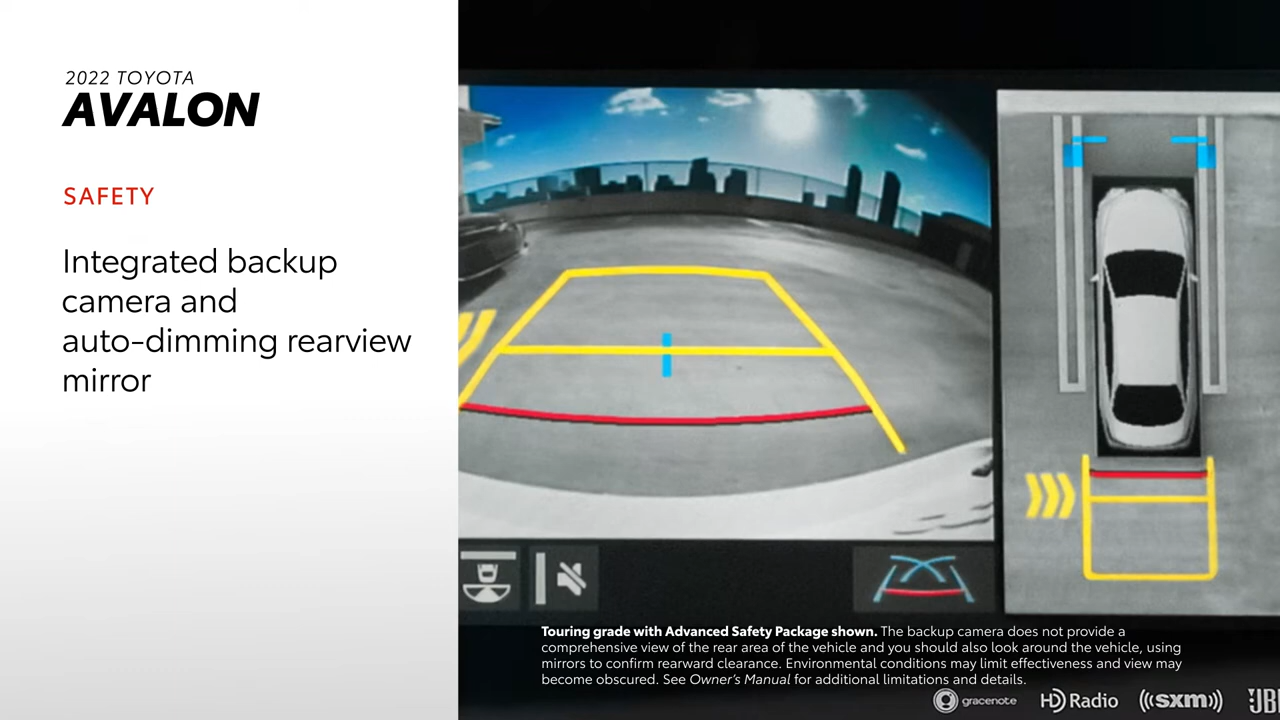 2022 TOYOTA
AVALON
SAFETY
Integrated backup
camera and
auto-dimming rearview
mirror
Touring grade with Advanced Safety Package shown. The backup camera does not provide a
comprehensive view of the rear area of the vehicle and you should also look around the vehicle, using
mirrors to confirm rearward clearance. Environmental conditions may limit effectiveness and view may
become obscured. See Owner's Manual for additional limitations and details.
gracenote
HD Radio
((sxm))
JBL